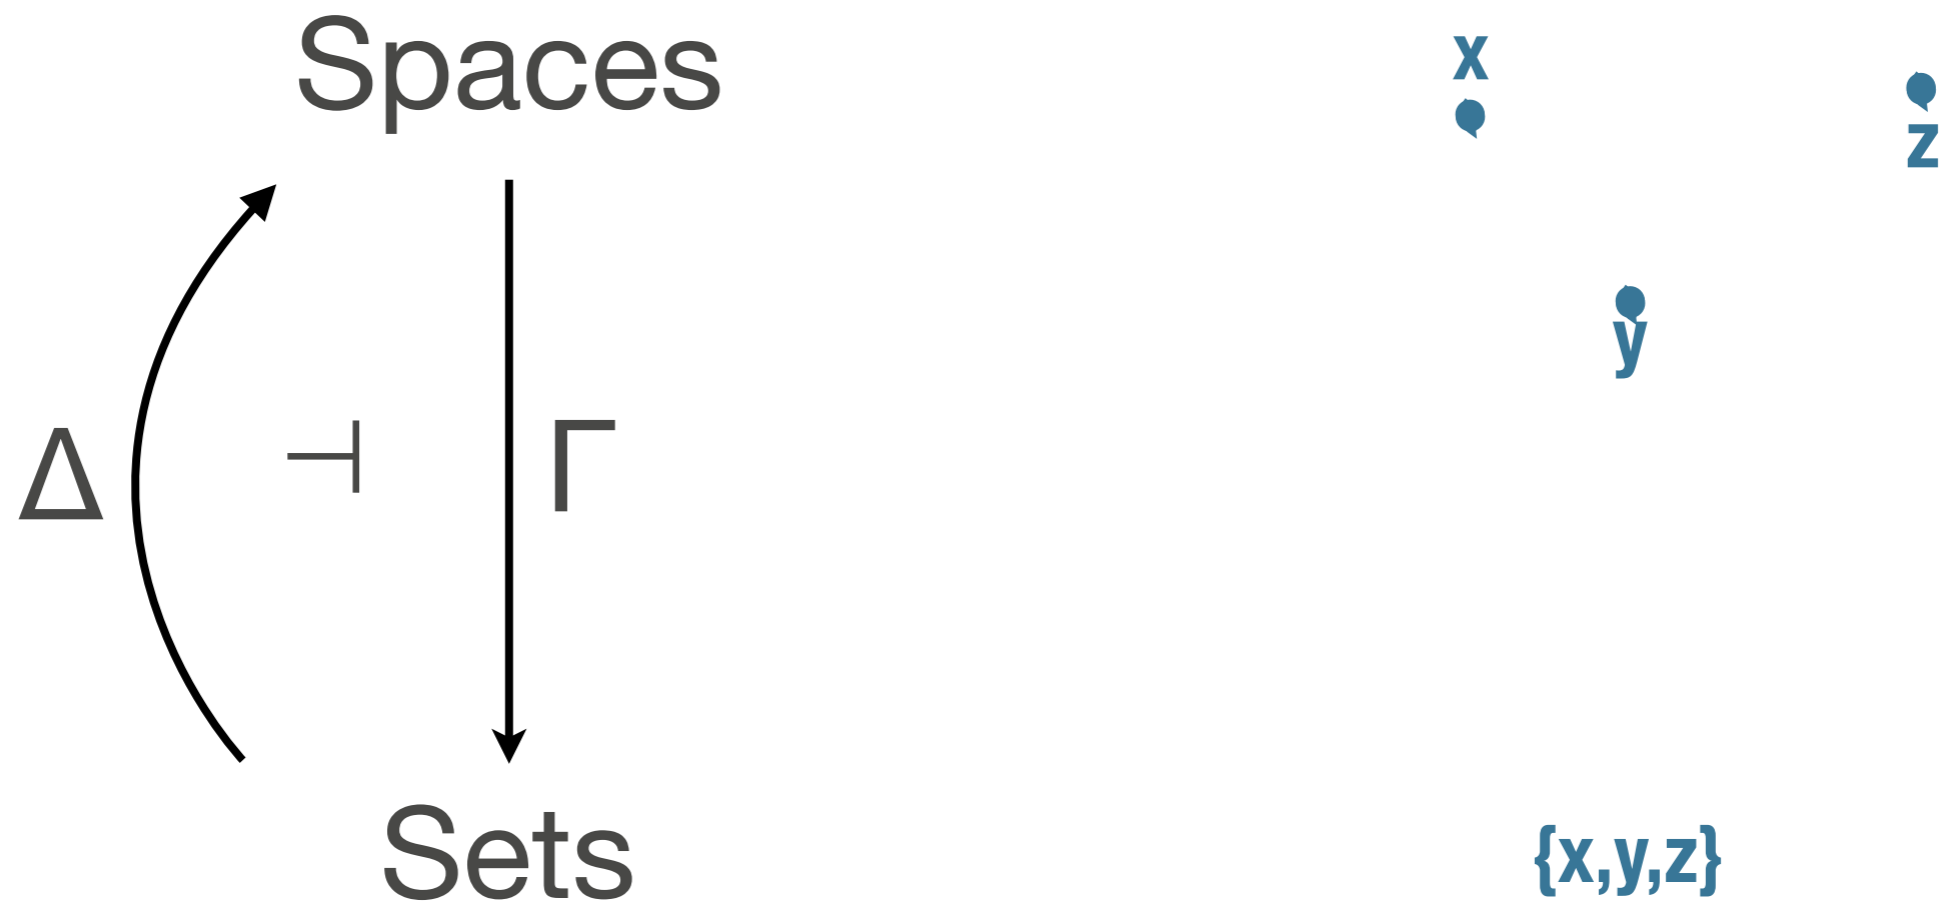 Spaces
x
z
y
Δ ⊣ Γ
Sets
{x,y,z}